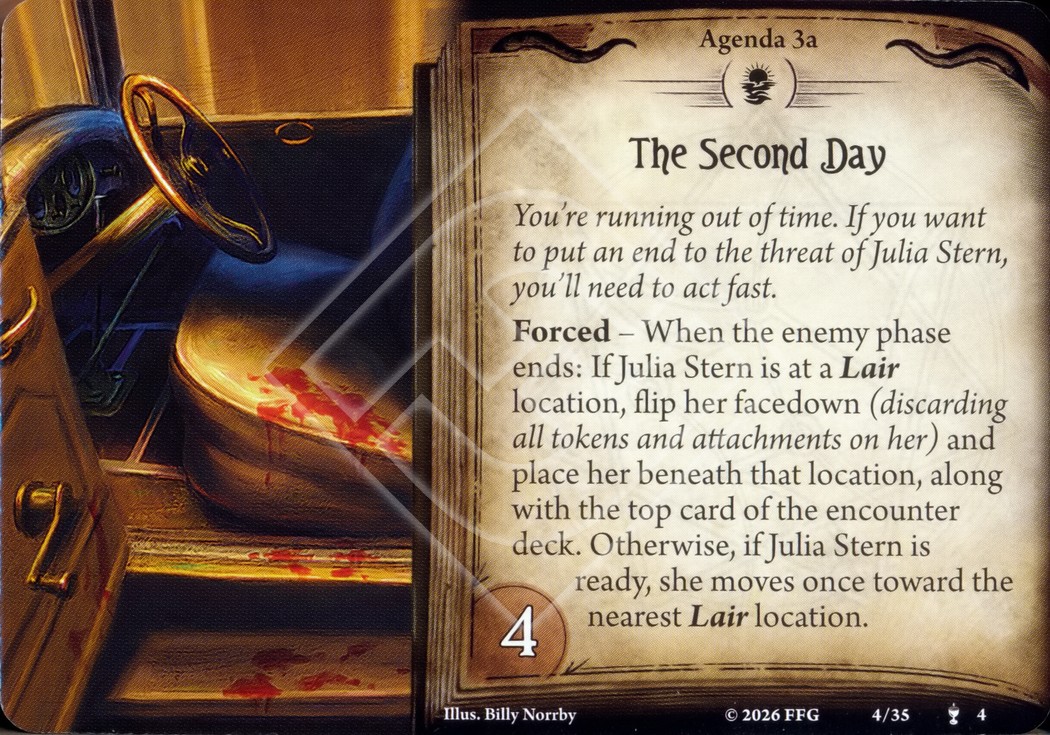 Agenda 3a
The Second Day
You're running out of time. If you want
to put an end to the threat of Julia Stern,
you'll need to act fast.
Forced – When the enemy phase
ends: If Julia Stern is at a Lair
location, flip her facedown (discarding
all tokens and attachments on her) and
place her beneath that location, along
with the top card of the encounter
deck. Otherwise, if Julia Stern is
ready, she moves once toward the
nearest Lair location.
4
Illus. Billy Norrby
© 2026 FFG
4/35
4